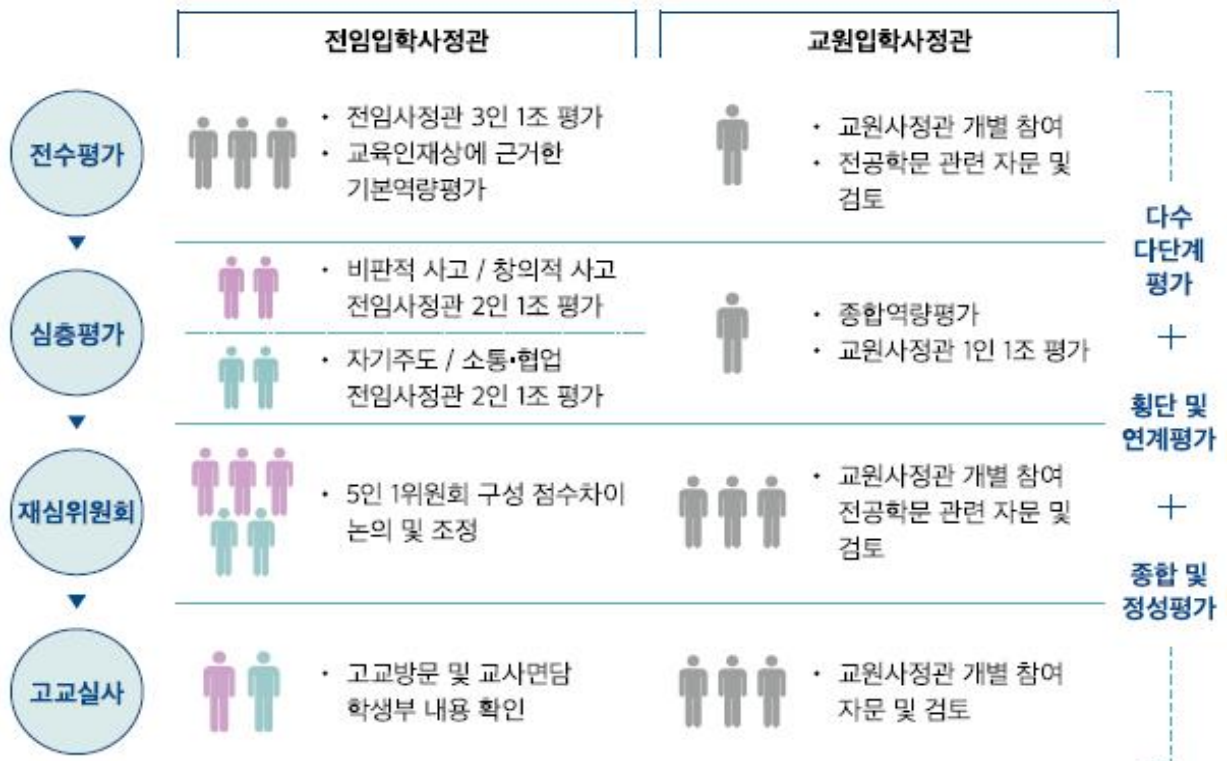 전임입학사정관
교원입학사정관
전수평가
• 전임사정관 3인 1조 평가
• 교육인재상에 근거한
기본역량평가
• 교원사정관 개별 참여
• 전공학문 관련 자문 및
검토
심층평가
• 비판적 사고 / 창의적 사고
전임사정관 2인 1조 평가
• 자기주도 / 소통·협업
전임사정관 2인 1조 평가
• 종합역량평가
• 교원사정관 1인 1조 평가
재심위원회
• 5인 1위원회 구성 점수차이
논의 및 조정
• 교원사정관 개별 참여
전공학문 관련 자문 및
검토
고교실사
• 고교방문 및 교사면담
학생부 내용 확인
• 교원사정관 개별 참여
자문 및 검토
다수
다단계
평가
+
횡단 및
연계평가
+
종합 및
정성평가